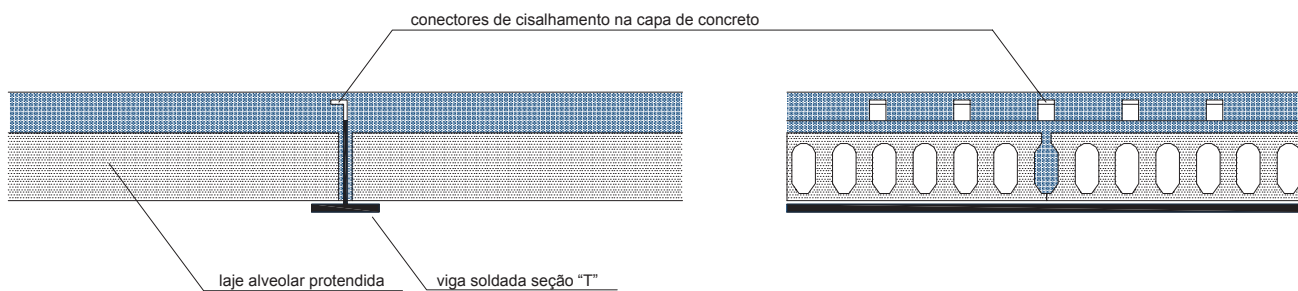 conectores de cisalhamento na capa de concreto
laje alveolar protendida
viga soldada seção “T”